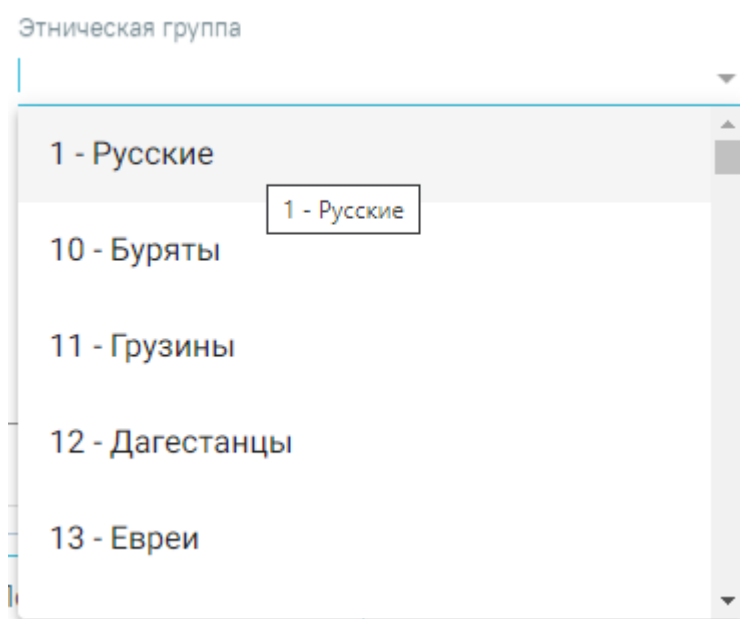 Этническая группа
1 - Русские
1 - Русские
10 - Буряты
11 - Грузины
12 - Дагестанцы
13 - Евреи